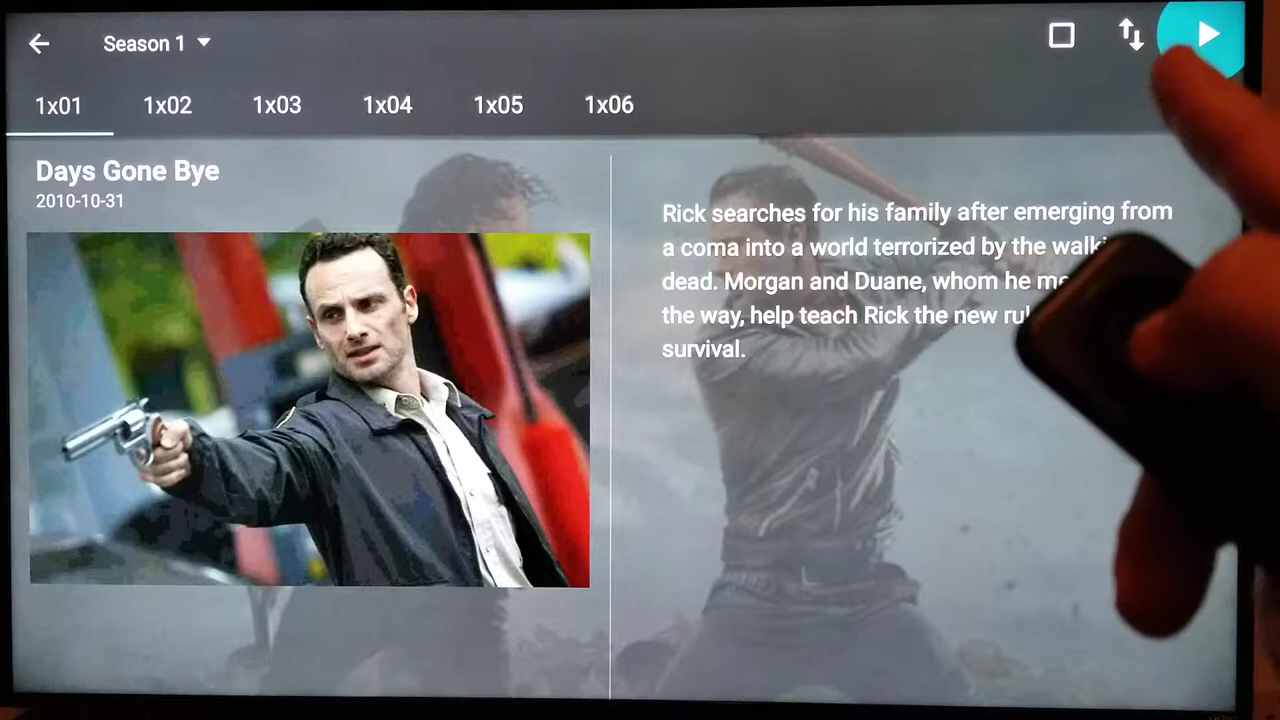 Season 1
1x01 1x02 1x03 1x04 1x05 1x06
Days Gone Bye
2010-10-31
Rick searches for his family after emerging from
a coma into a world terrorized by the
dead. Morgan and Duane, whom he
the way, help teach Rick the new
survival.